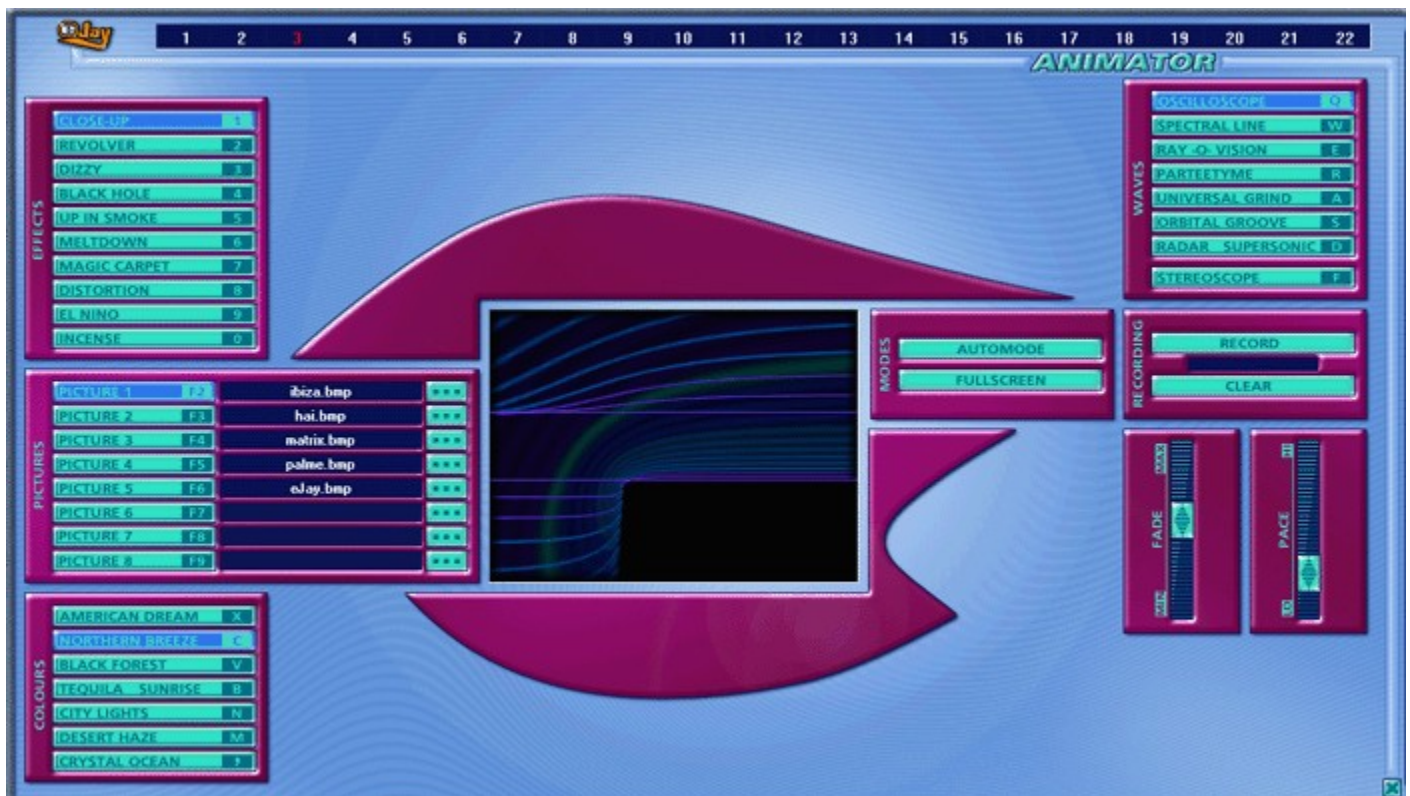 eJay
1 2 3 4 5 6 7 8 9 10 11 12 13 14 15 16 17 18 19 20 21 22
ANIMATOR
EFFECTS
CLOSE-UP 1
REVOLVER 2
DIZZY 3
BLACK HOLE 4
UP IN SMOKE 5
MELTDOWN 6
MAGIC CARPET 7
DISTORTION 8
EL NINO 9
INCENSE 0
PICTURES
PICTURE 1 F2 ibiza.bmp
PICTURE 2 F3 hai.bmp
PICTURE 3 F4 matrix.bmp
PICTURE 4 F5 palme.bmp
PICTURE 5 F6 eJay.bmp
PICTURE 6 F7
PICTURE 7 F8
PICTURE 8 F9
COLOURS
AMERICAN DREAM X
NORTHERN BREEZE C
BLACK FOREST V
TEQUILA SUNRISE B
CITY LIGHTS N
DESERT HAZE M
CRYSTAL OCEAN ,
WAVES
OSCILLOSCOPE Q
SPECTRAL LINE W
RAY -O- VISION E
PARTEETYME R
UNIVERSAL GRIND A
ORBITAL GROOVE S
RADAR SUPERSONIC D
STEREOSCOPE F
MODES
AUTOMODE
FULLSCREEN
RECORDING
RECORD
CLEAR
FADE
MAX
MIN
PACE
HI
LO